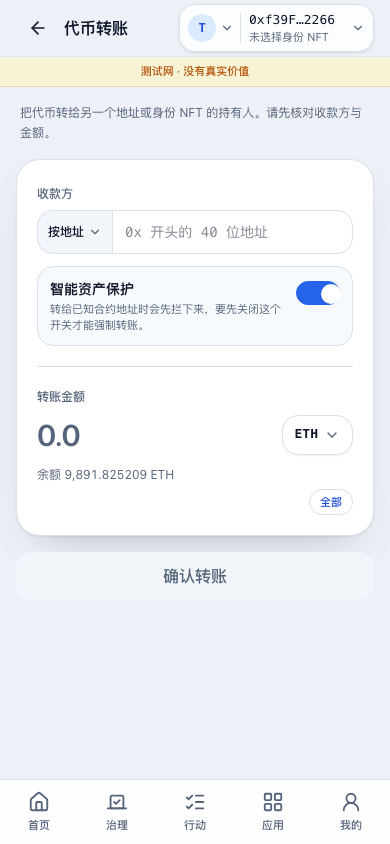 代币转账
T
0xf39F…2266
未选择身份 NFT
测试网 · 没有真实价值
把代币转给另一个地址或身份 NFT 的持有人。请先核对收款方与
金额。
收款方
按地址
0x 开头的 40 位地址
智能资产保护
转给已知合约地址时会先拦下来，要先关闭这个
开关才能强制转账。
转账金额
0.0
ETH
余额 9,891.825209 ETH
全部
确认转账
首页
治理
行动
应用
我的